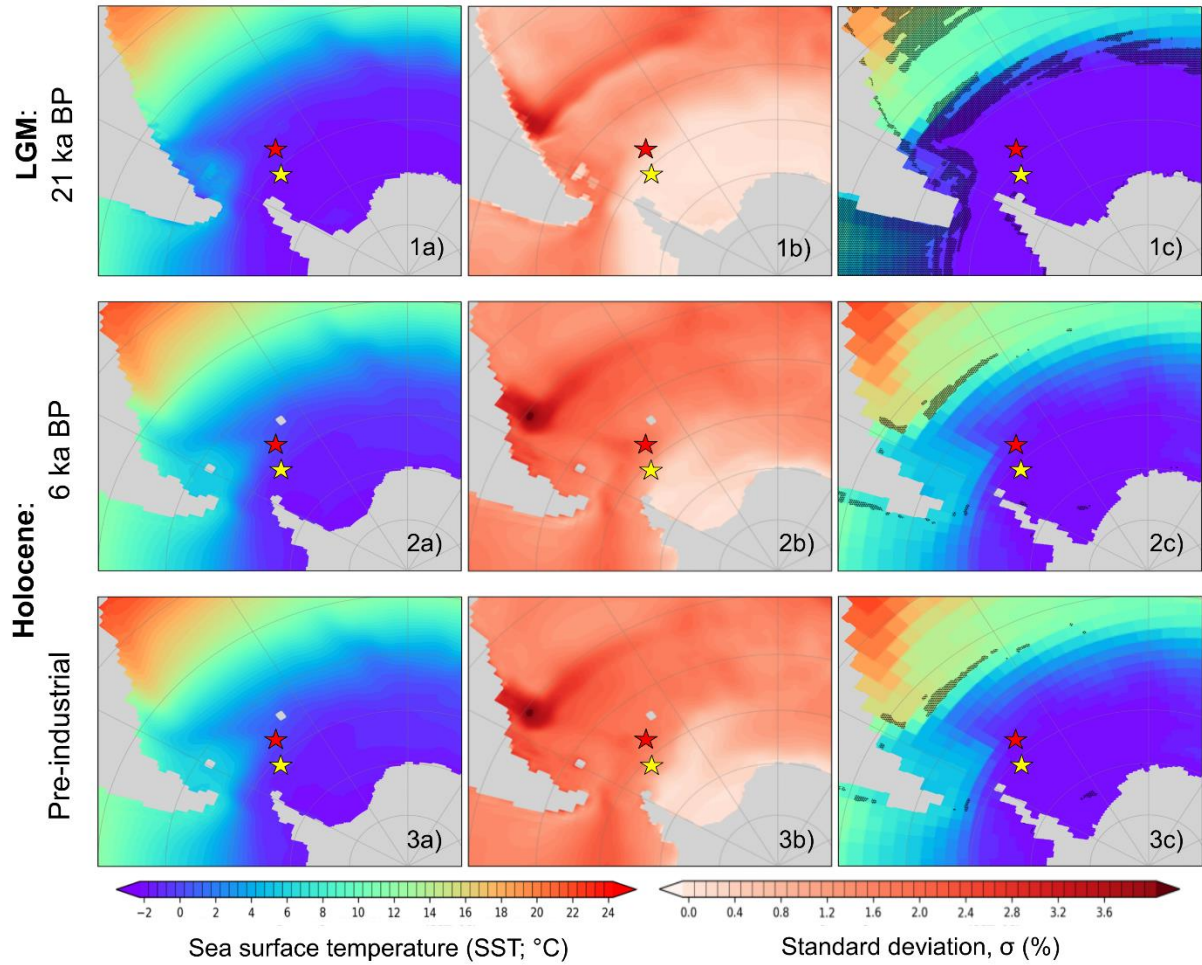 LGM:
21 ka BP
1a)
1b)
1c)
Holocene:
6 ka BP
2a)
2b)
2c)
Pre-industrial
3a)
3b)
3c)
−2 0 2 4 6 8 10 12 14 16 18 20 22 24
0.0 0.4 0.8 1.2 1.6 2.0 2.4 2.8 3.2 3.6
Sea surface temperature (SST; °C)
Standard deviation, σ (%)